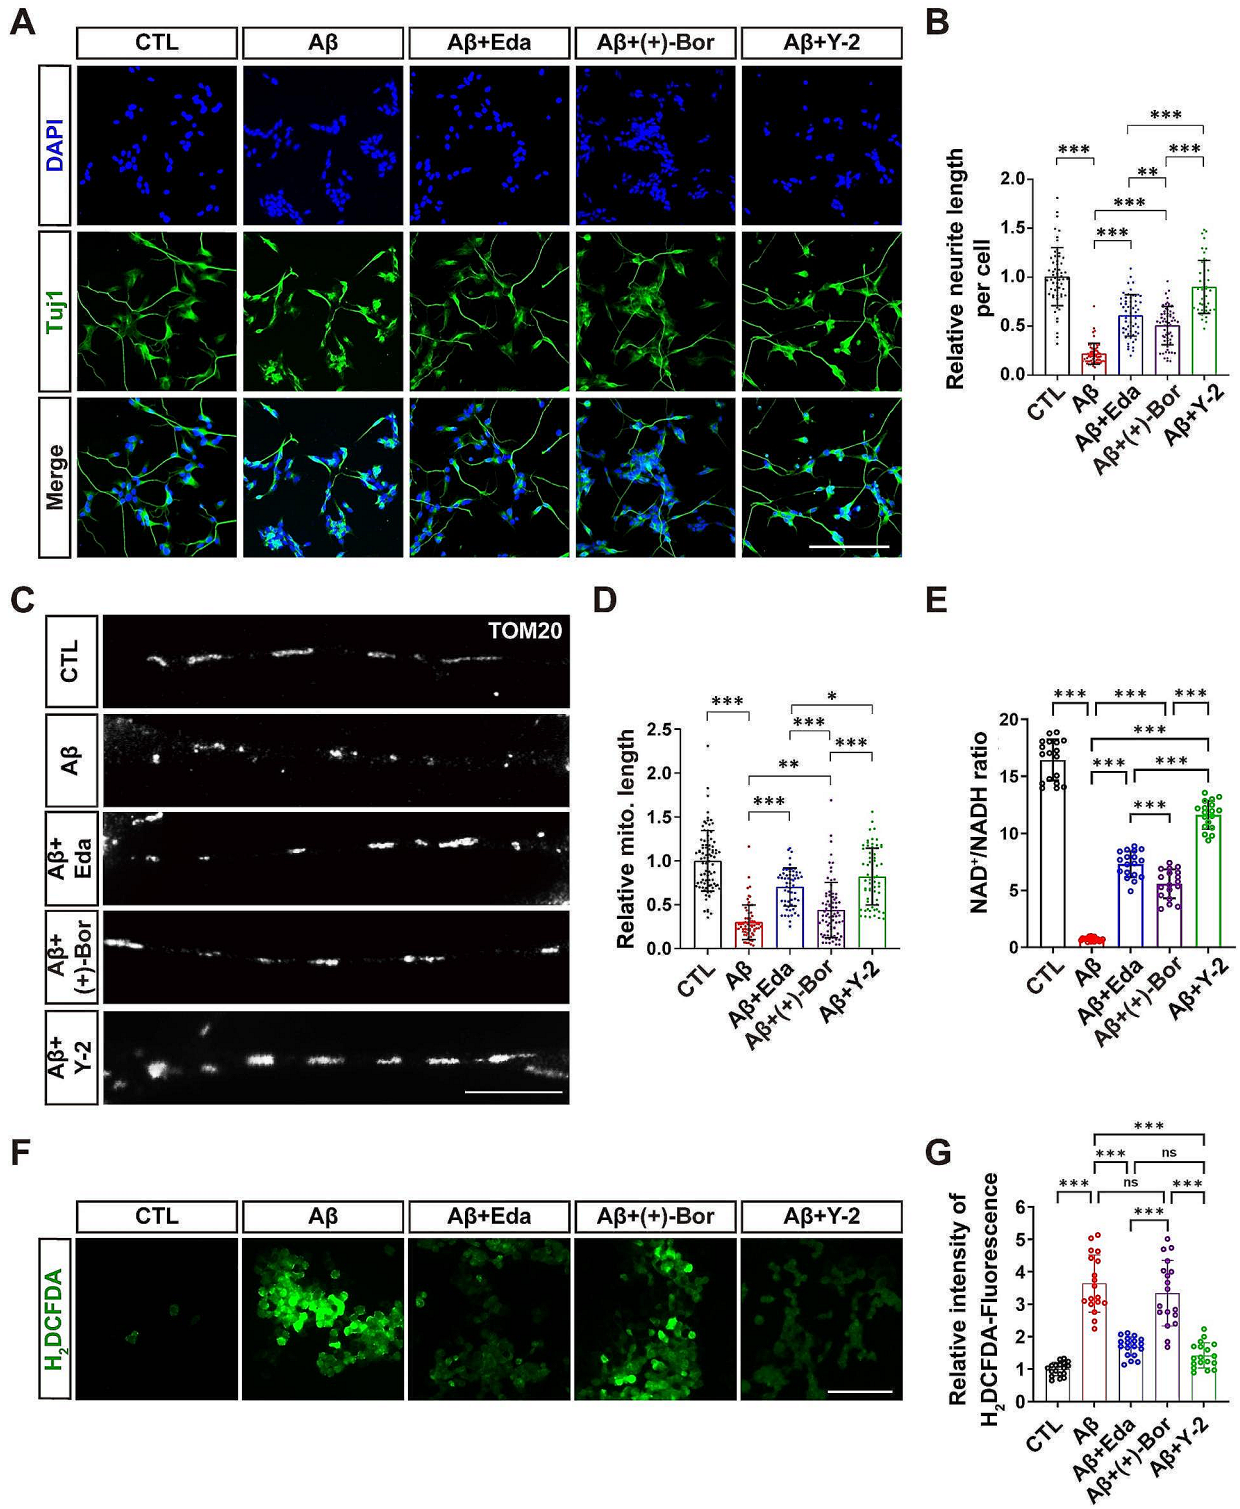 A
CTL
Aβ
Aβ+Eda
Aβ+(+)-Bor
Aβ+Y-2
DAPI
Tuj1
Merge
B
Relative neurite length
per cell
***
***
***
**
***
***
2.0
1.5
1.0
0.5
0.0
CTL
Aβ
Aβ+Eda
Aβ+(+)-Bor
Aβ+Y-2
C
TOM20
CTL
Aβ
Aβ+
Eda
Aβ+
(+)-Bor
Aβ+
Y-2
D
Relative mito. length
***
*
***
***
**
***
2.5
2.0
1.5
1.0
0.5
0.0
CTL
Aβ
Aβ+Eda
Aβ+(+)-Bor
Aβ+Y-2
E
NAD⁺/NADH ratio
***
***
***
***
***
***
***
20
15
10
5
0
CTL
Aβ
Aβ+Eda
Aβ+(+)-Bor
Aβ+Y-2
F
CTL
Aβ
Aβ+Eda
Aβ+(+)-Bor
Aβ+Y-2
H₂DCFDA
G
Relative intensity of
H₂DCFDA-Fluorescence
***
***
ns
***
ns
***
***
6
5
4
3
2
1
0
CTL
Aβ
Aβ+Eda
Aβ+(+)-Bor
Aβ+Y-2